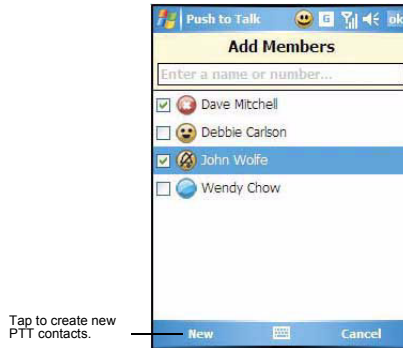 Push to Talk G ok
Add Members
Enter a name or number...
Dave Mitchell
Debbie Carlson
John Wolfe
Wendy Chow
Tap to create new
PTT contacts.
New Cancel